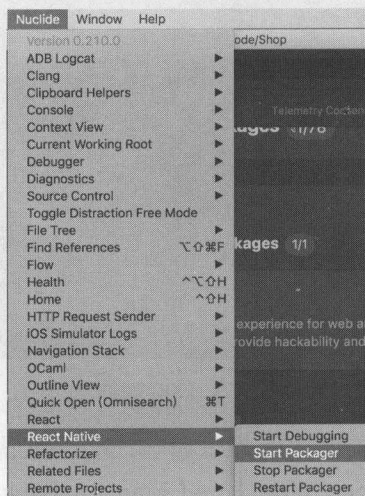 Nuclide Window Help
Version 0.210.0
ADB Logcat
Clang
Clipboard Helpers
Console
Context View
Current Working Root
Debugger
Diagnostics
Source Control
Toggle Distraction Free Mode
File Tree
Find References ⌥⇧⌘F
Flow
Health ^⌥⇧H
Home ^⇧H
HTTP Request Sender
iOS Simulator Logs
Navigation Stack
OCaml
Outline View
Quick Open (Omnisearch) ⌘T
React
React Native
Refactorizer
Related Files
Remote Projects
ode/Shop
Telemetry Consen
kages 1/1
experience for web a
rovide hackability and
Start Debugging
Start Packager
Stop Packager
Restart Packager